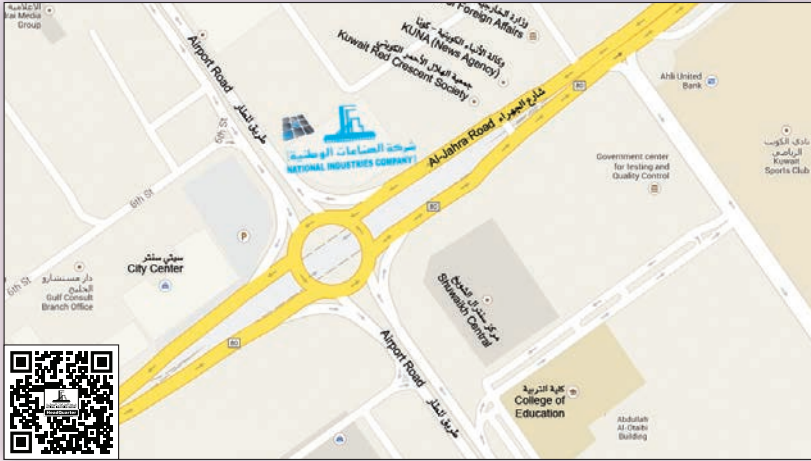 الاعلامية
Media
Group
وزارة الخارجية
Foreign Affairs
وكالة الأنباء الكويتية - كونا
KUNA (News Agency)
جمعية الهلال الأحمر الكويتي
Kuwait Red Crescent Society
Airport Road
طريق المطار
6th St
شركة الصناعات الوطنية
NATIONAL INDUSTRIES COMPANY
Al-Jahra Road شارع الجهراء
80
Ahli United
Bank
نادي الكويت
الرياضي
Kuwait
Sports Club
Government center
for testing and
Quality Control
80
6th St
P
سيتي سنتر
City Center
دار مستشارو
الخليج
Gulf Consult
Branch Office
6th St
مركز سنترال الشويخ
Shuwaikh Central
80
Airport Road
طريق المطار
كلية التربية
College of
Education
Abdullah
Al-Otaibi
Building
HeadQuarter